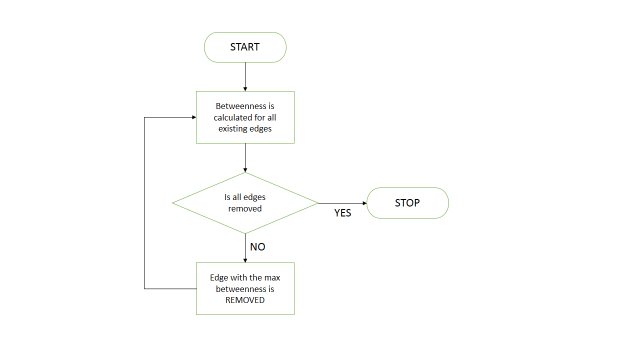 START
Betweenness is
calculated for all
existing edges
Is all edges
removed
YES
STOP
NO
Edge with the max
betweenness is
REMOVED